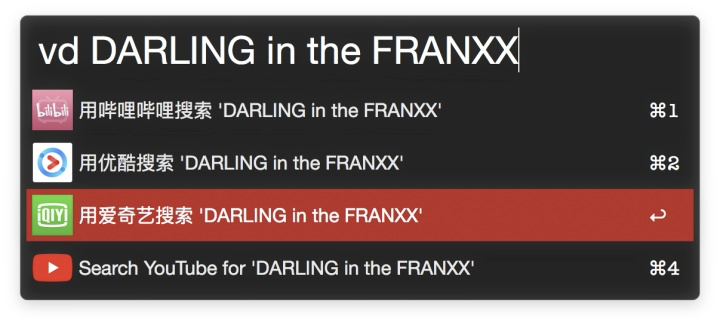 vd DARLING in the FRANXX
bilibili 用哔哩哔哩搜索 'DARLING in the FRANXX' ⌘1
用优酷搜索 'DARLING in the FRANXX' ⌘2
QIYI 用爱奇艺搜索 'DARLING in the FRANXX' ↩
Search YouTube for 'DARLING in the FRANXX' ⌘4